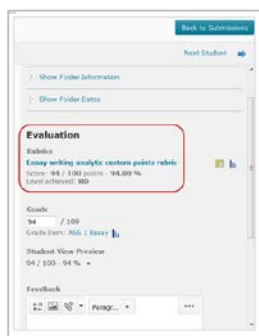 Back to Submissions
Next Student
Show Folder Information
Show Folder Dates
Evaluation
Rubrics
Essay writing analytic custom points rubric
Score: 94 / 100 points - 94.00 %
Level achieved: HD
Grade
94 / 100
Grade Item: ASS 1 Essay
Student View Preview
94 / 100 - 94 %
Feedback
Paragr...